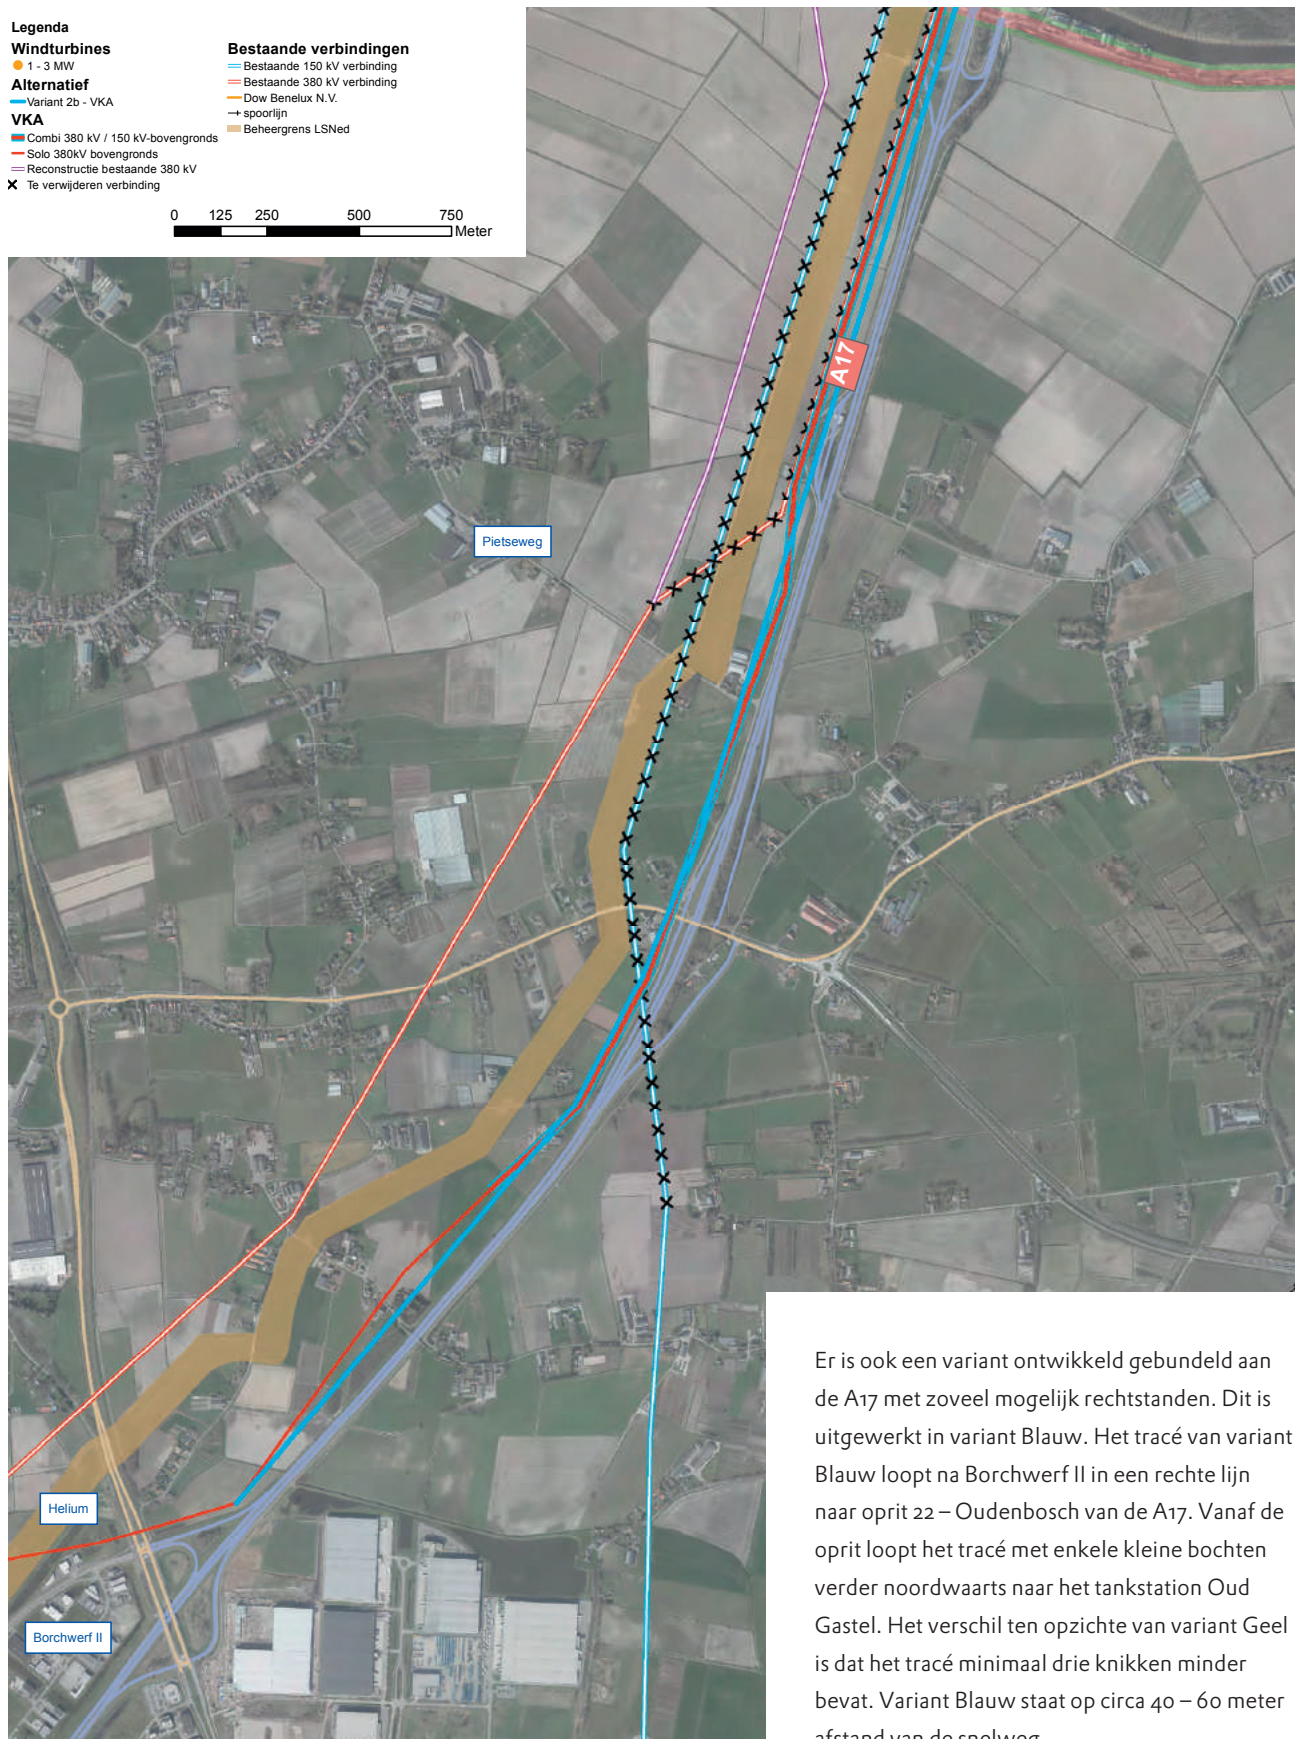 Legenda
Windturbines
1 - 3 MW
Alternatief
Variant 2b - VKA
VKA
Combi 380 kV / 150 kV-bovengronds
Solo 380kV bovengronds
Reconstructie bestaande 380 kV
Te verwijderen verbinding
Bestaande verbindingen
Bestaande 150 kV verbinding
Bestaande 380 kV verbinding
Dow Benelux N.V.
spoorlijn
Beheergrens LSNed
0 125 250 500 750
Meter
A17
Pietseweg
Helium
Borchwerf II
Er is ook een variant ontwikkeld gebundeld aan
de A17 met zoveel mogelijk rechtstanden. Dit is
uitgewerkt in variant Blauw. Het tracé van variant
Blauw loopt na Borchwerf II in een rechte lijn
naar oprit 22 – Oudenbosch van de A17. Vanaf de
oprit loopt het tracé met enkele kleine bochten
verder noordwaarts naar het tankstation Oud
Gastel. Het verschil ten opzichte van variant Geel
is dat het tracé minimaal drie knikken minder
bevat. Variant Blauw staat op circa 40 – 60 meter
afstand van de snelweg